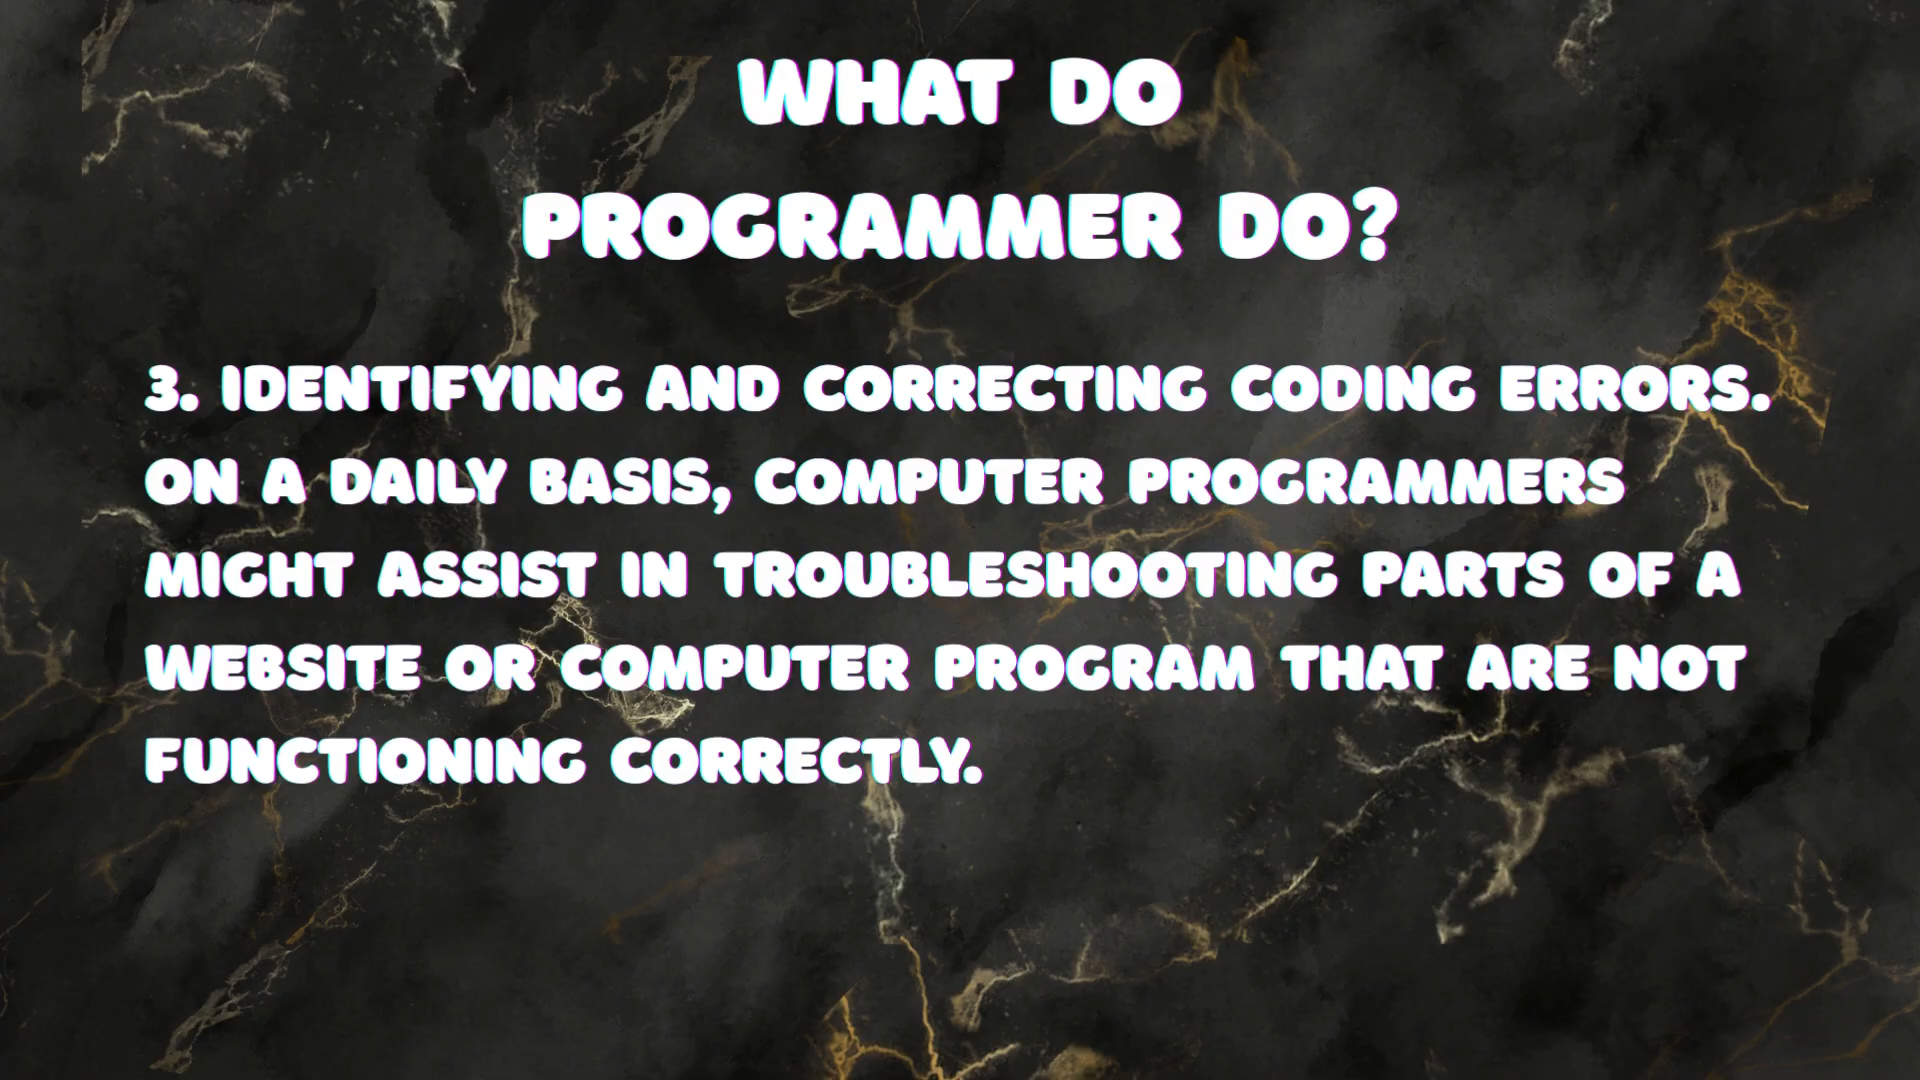 WHAT DO
PROGRAMMER DO?
3. IDENTIFYING AND CORRECTING CODING ERRORS.
ON A DAILY BASIS, COMPUTER PROGRAMMERS
MIGHT ASSIST IN TROUBLESHOOTING PARTS OF A
WEBSITE OR COMPUTER PROGRAM THAT ARE NOT
FUNCTIONING CORRECTLY.